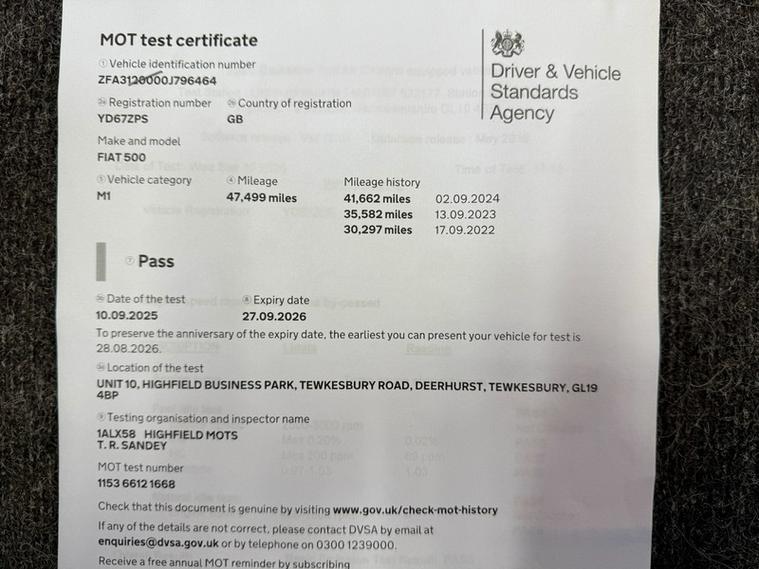 MOT test certificate
Driver & Vehicle
Standards
Agency
① Vehicle identification number
ZFA3120000J796464
Registration number
Country of registration
YD67ZPS
GB
Make and model
FIAT 500
Vehicle category
④ Mileage
Mileage history
M1
47,499 miles
41,662 miles 02.09.2024
35,582 miles 13.09.2023
30,297 miles 17.09.2022
⑦ Pass
Date of the test
⑧ Expiry date
10.09.2025
27.09.2026
To preserve the anniversary of the expiry date, the earliest you can present your vehicle for test is
28.08.2026.
Location of the test
UNIT 10, HIGHFIELD BUSINESS PARK, TEWKESBURY ROAD, DEERHURST, TEWKESBURY, GL19
4BP
⑨ Testing organisation and inspector name
1ALX58 HIGHFIELD MOTS
T. R. SANDEY
MOT test number
1153 6612 1668
Check that this document is genuine by visiting www.gov.uk/check-mot-history
If any of the details are not correct, please contact DVSA by email at
enquiries@dvsa.gov.uk or by telephone on 0300 1239000.
Receive a free annual MOT reminder by subscribing